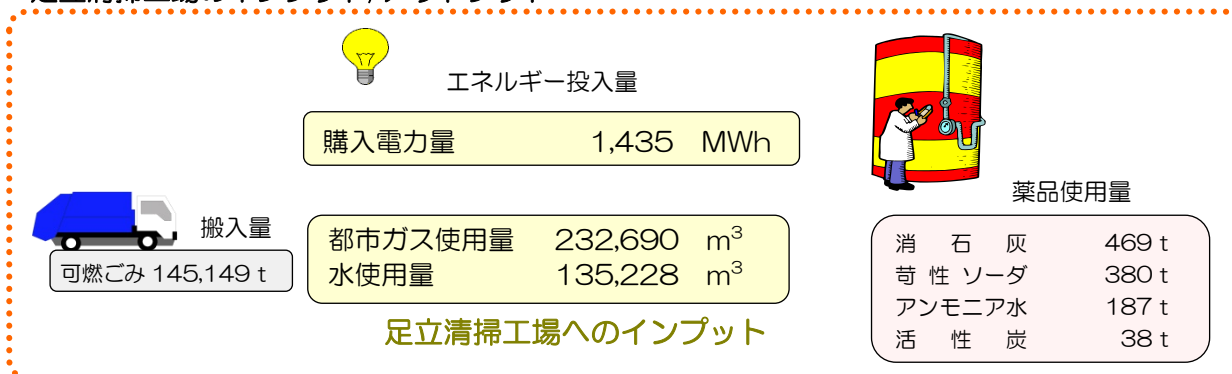 エネルギー投入量
購入電力量 1,435 MWh
搬入量
可燃ごみ 145,149 t
都市ガス使用量 232,690 m³
水使用量 135,228 m³
足立清掃工場へのインプット
薬品使用量
消石灰 469 t
苛性ソーダ 380 t
アンモニア水 187 t
活性炭 38 t